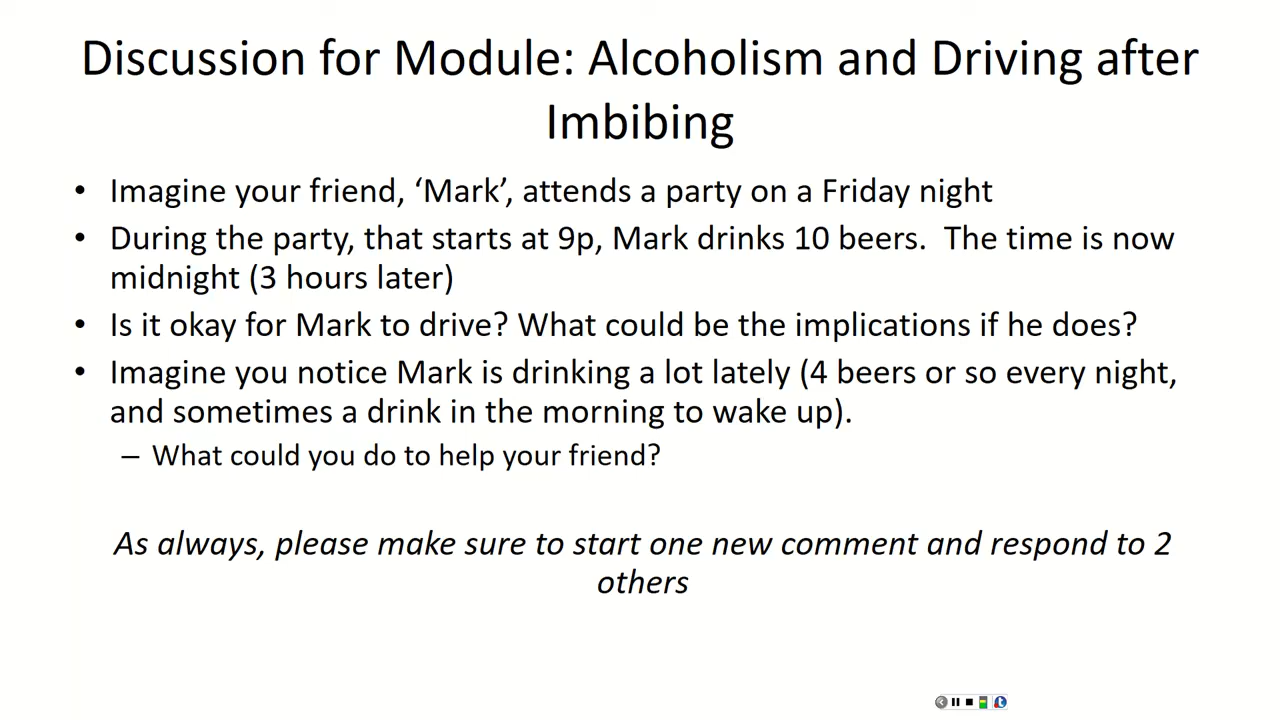 Discussion for Module: Alcoholism and Driving after
Imbibing
• Imagine your friend, ‘Mark’, attends a party on a Friday night
• During the party, that starts at 9p, Mark drinks 10 beers.  The time is now
midnight (3 hours later)
• Is it okay for Mark to drive? What could be the implications if he does?
• Imagine you notice Mark is drinking a lot lately (4 beers or so every night,
and sometimes a drink in the morning to wake up).
– What could you do to help your friend?
As always, please make sure to start one new comment and respond to 2
others